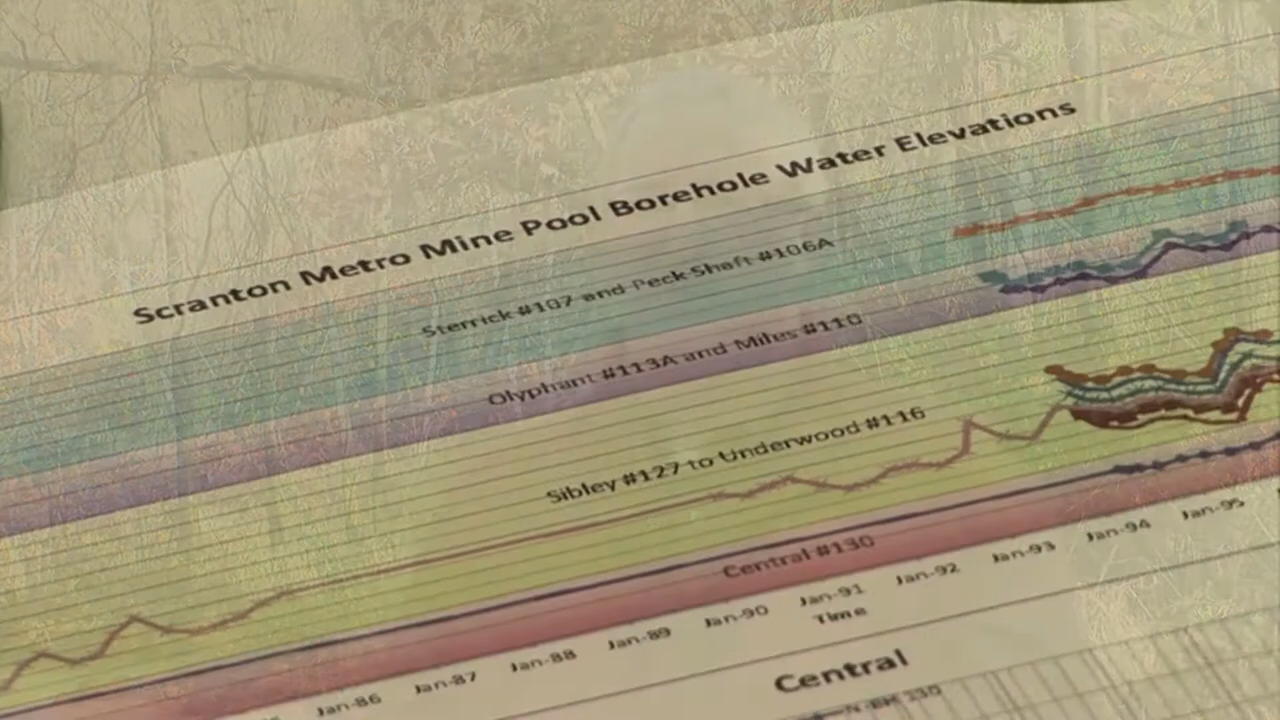 Scranton Metro Mine Pool Borehole Water Elevations
Sterrick #107 and Peck Shaft #106A
Olyphant #113A and Miles #110
Sibley #127 to Underwood #116
Central #130
Jan-86 Jan-87 Jan-88 Jan-89 Jan-90 Jan-91 Jan-92 Jan-93 Jan-94 Jan-95
Time
Central